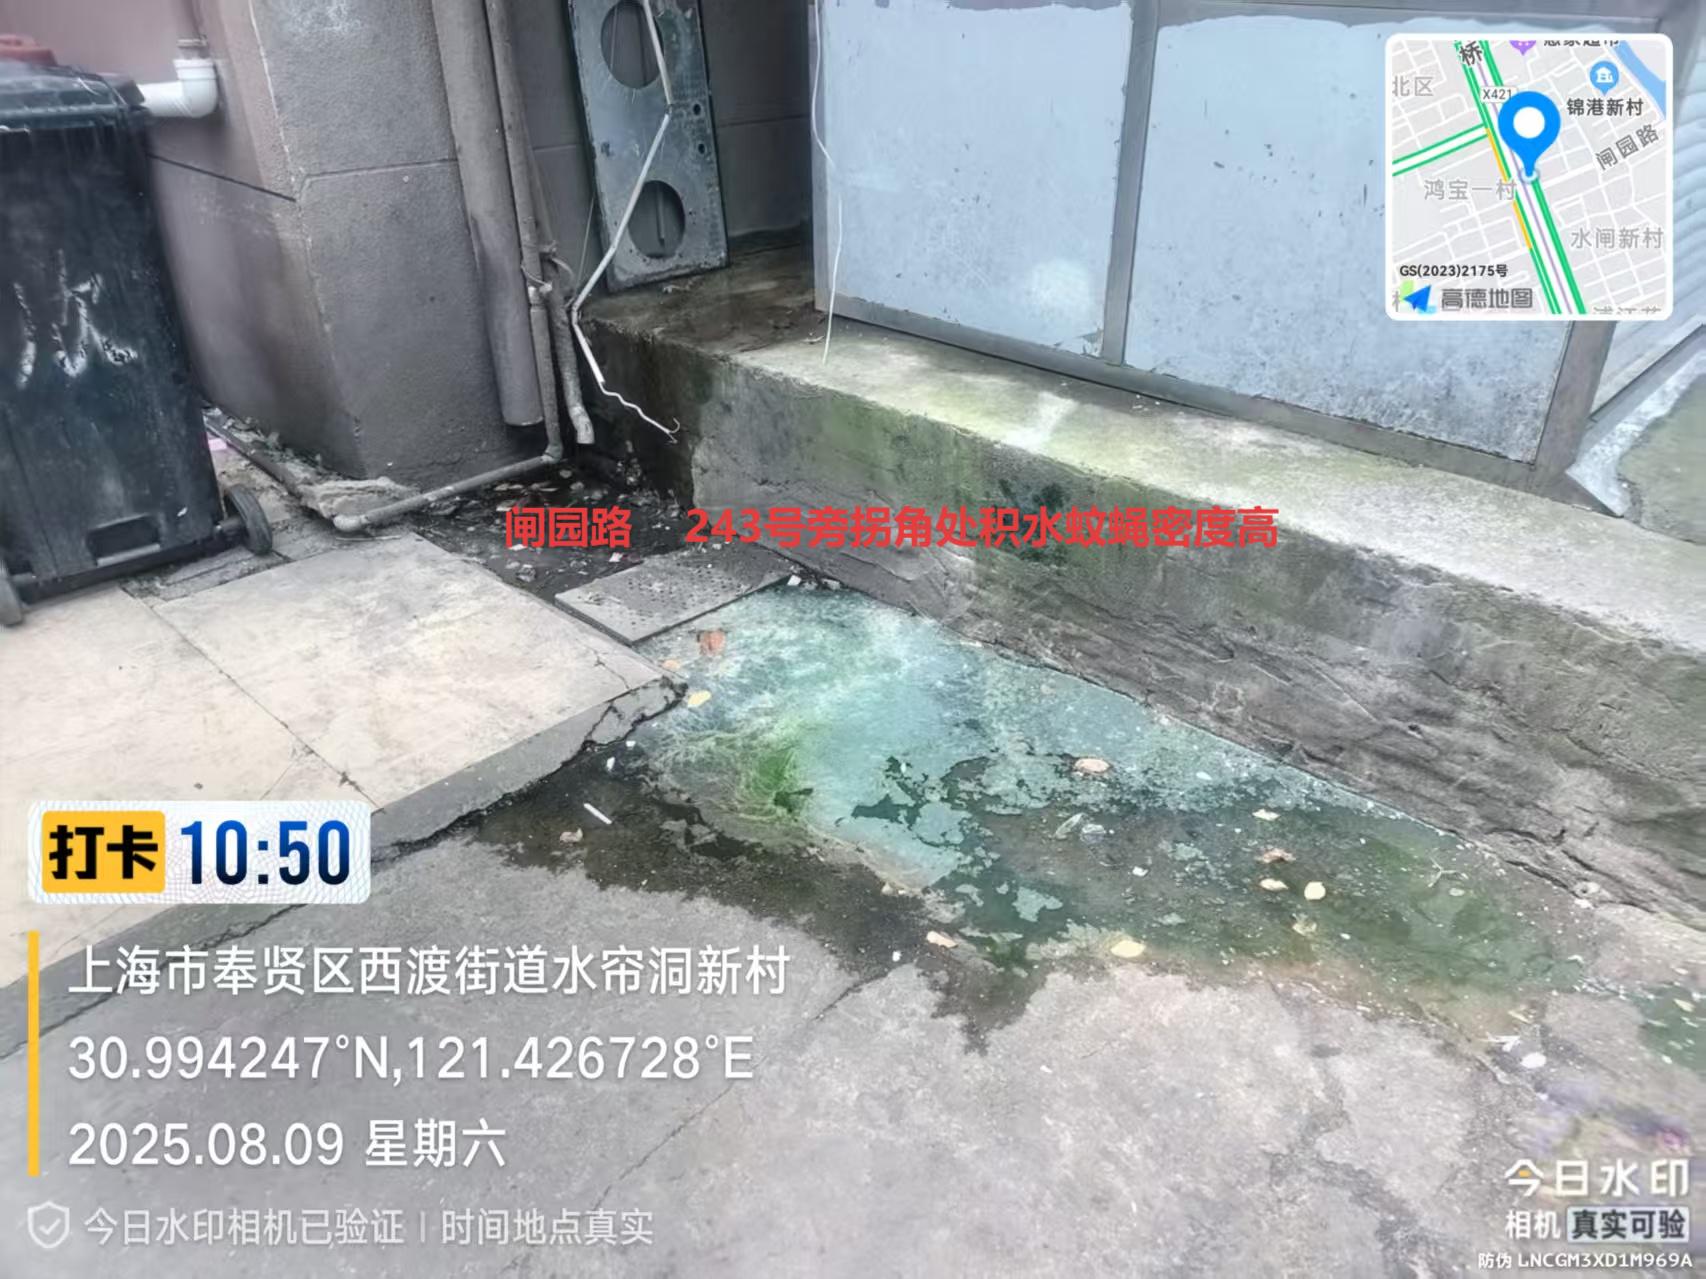 桥
惠家超市
北区
X421
锦港新村
闸园路
鸿宝一村
水闸新村
GS(2023)2175号
高德地图
闸园路 243号旁拐角处积水蚊蝇密度高
打卡 10:50
上海市奉贤区西渡街道水帘洞新村
30.994247°N,121.426728°E
2025.08.09 星期六
今日水印相机已验证 | 时间地点真实
今日水印
相机 真实可验
防伪 LNCGM3XD1M969A